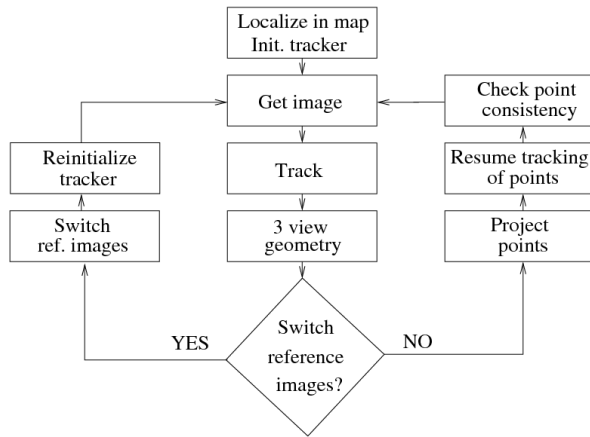 Localize in map
Init. tracker
Get image
Check point
consistency
Reinitialize
tracker
Track
Resume tracking
of points
Switch
ref. images
3 view
geometry
Project
points
YES
Switch
reference
images?
NO